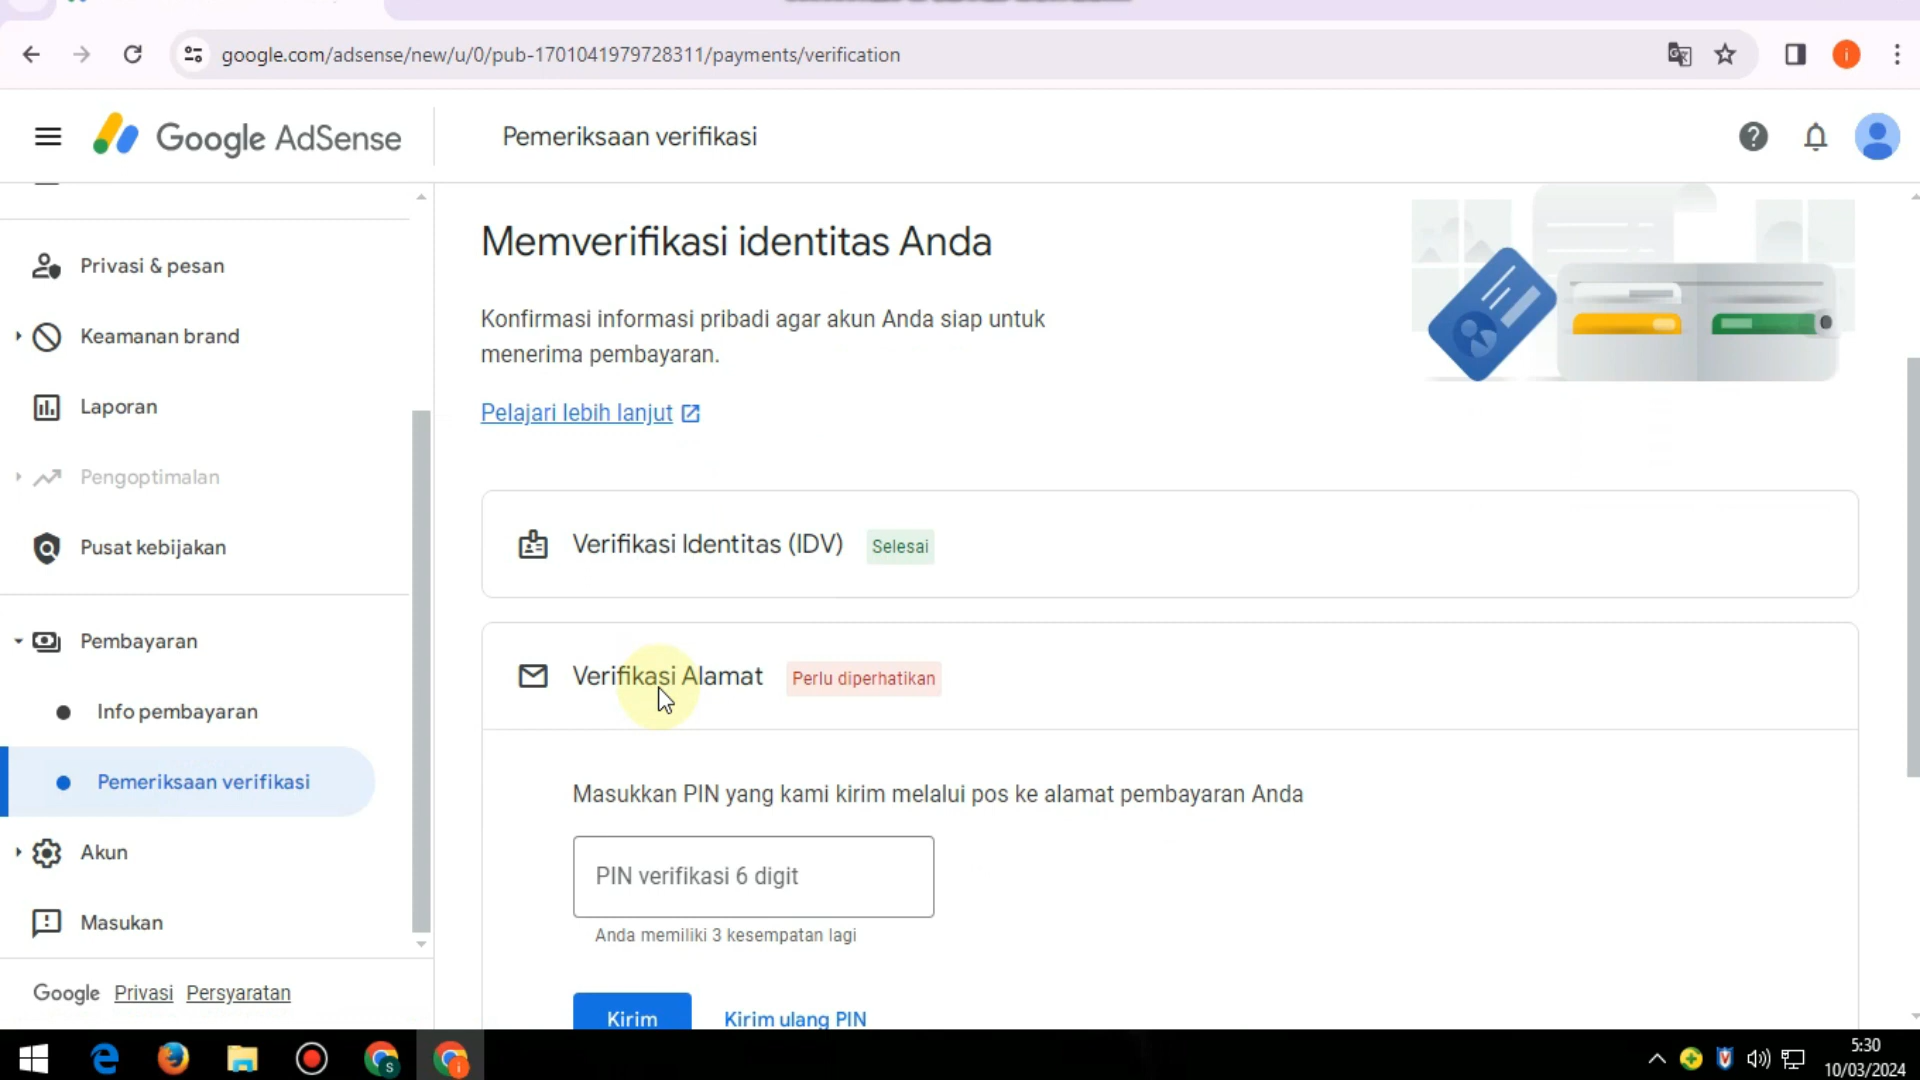 google.com/adsense/new/u/0/pub-1701041979728311/payments/verification
i
Google AdSense
Pemeriksaan verifikasi
Privasi & pesan
Keamanan brand
Laporan
Pengoptimalan
Pusat kebijakan
Pembayaran
Info pembayaran
Pemeriksaan verifikasi
Akun
Masukan
Google Privasi Persyaratan
Memverifikasi identitas Anda
Konfirmasi informasi pribadi agar akun Anda siap untuk
menerima pembayaran.
Pelajari lebih lanjut
Verifikasi Identitas (IDV) Selesai
Verifikasi Alamat Perlu diperhatikan
Masukkan PIN yang kami kirim melalui pos ke alamat pembayaran Anda
PIN verifikasi 6 digit
Anda memiliki 3 kesempatan lagi
Kirim Kirim ulang PIN
S
i
5:30
10/03/2024